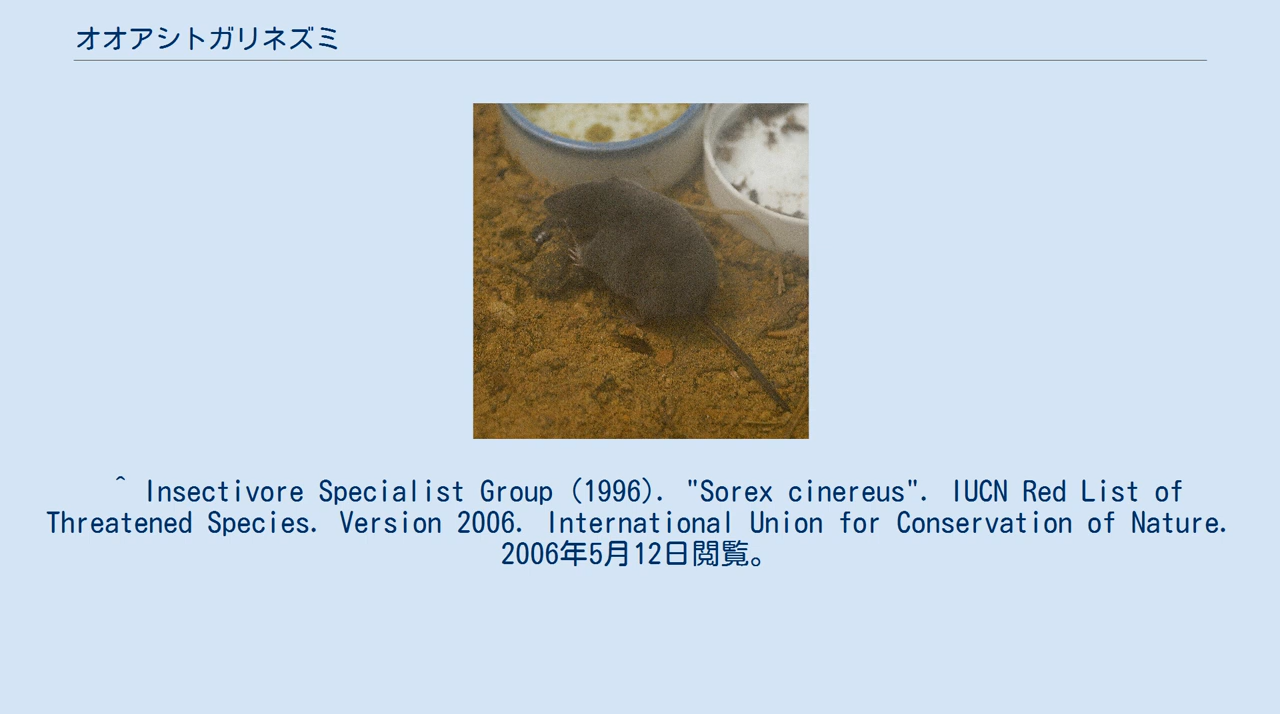 オオアシトガリネズミ
^ Insectivore Specialist Group (1996). "Sorex cinereus". IUCN Red List of
Threatened Species. Version 2006. International Union for Conservation of Nature.
2006年5月12日閲覧。